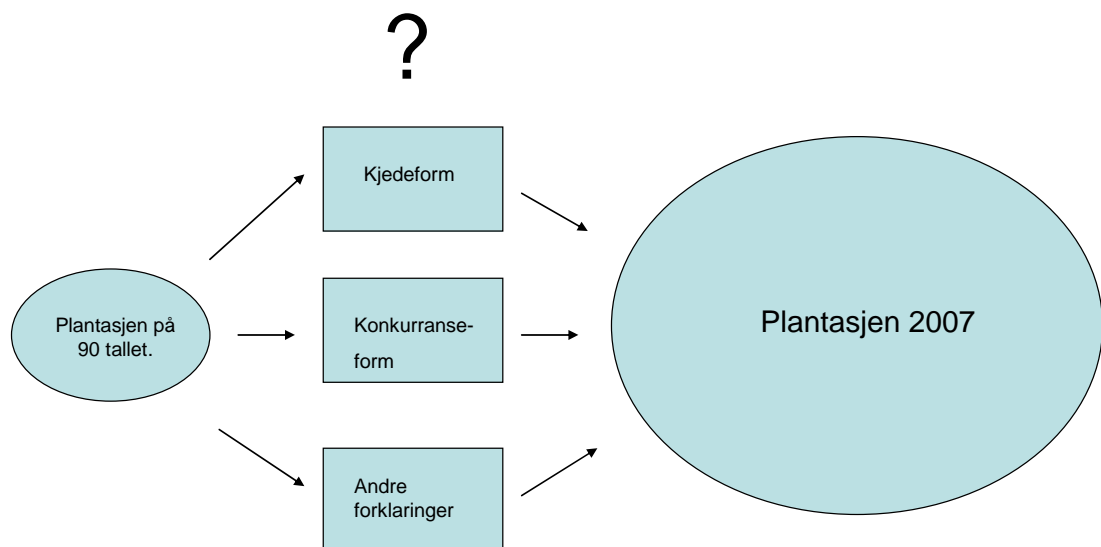 ?
Kjedeform
Plantasjen på
90 tallet.
Konkurranse-
form
Andre
forklaringer
Plantasjen 2007